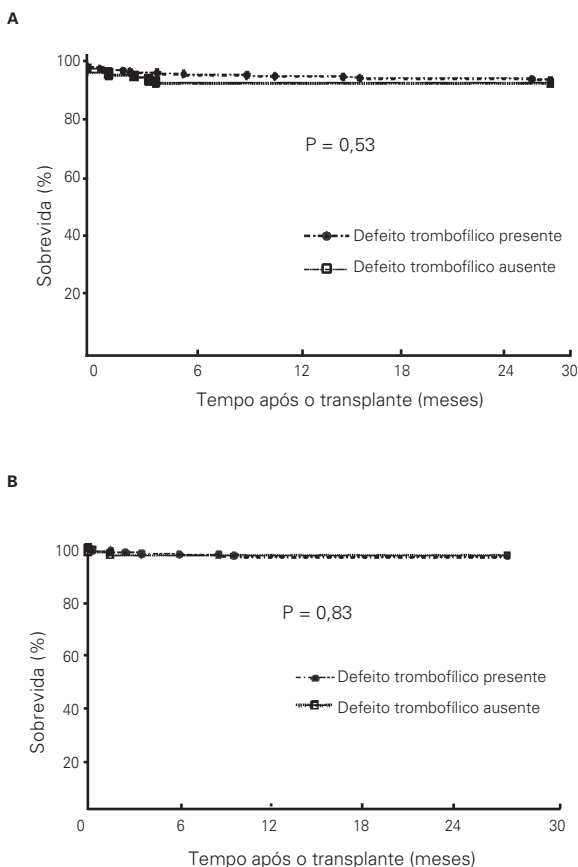 A
100
80
60
40
20
Sobrevida (%)
P = 0,53
Defeito trombofílico presente
Defeito trombofílico ausente
0 6 12 18 24 30
Tempo após o transplante (meses)
B
100
80
60
40
20
Sobrevida (%)
P = 0,83
Defeito trombofílico presente
Defeito trombofílico ausente
0 6 12 18 24 30
Tempo após o transplante (meses)